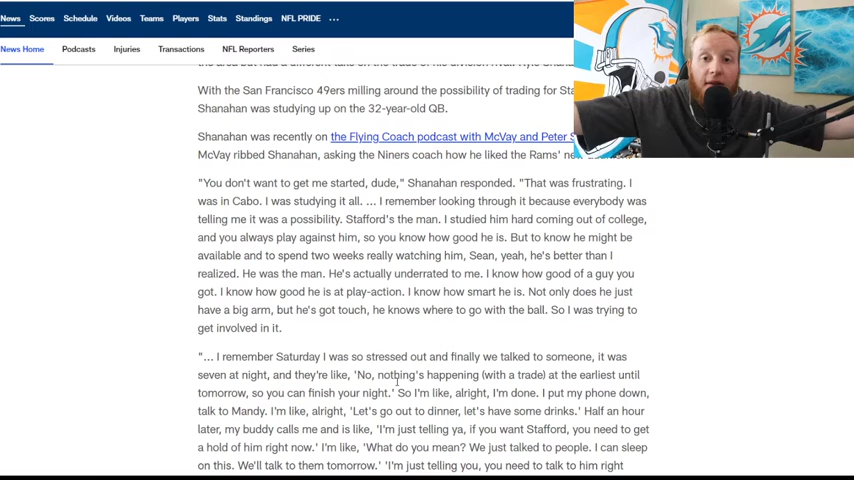 News Scores Schedule Videos Teams Players Stats Standings NFL PRIDE ...
News Home Podcasts Injuries Transactions NFL Reporters Series
the area but had a different take on the trade of his division rival. Kyle
With the San Francisco 49ers milling around the possibility of trading for
Shanahan was studying up on the 32-year-old QB.
Shanahan was recently on the Flying Coach podcast with McVay and Peter
McVay ribbed Shanahan, asking the Niners coach how he liked the Rams'
"You don't want to get me started, dude," Shanahan responded. "That was frustrating. I
was in Cabo. I was studying it all. ... I remember looking through it because everybody was
telling me it was a possibility. Stafford's the man. I studied him hard coming out of college,
and you always play against him, so you know how good he is. But to know he might be
available and to spend two weeks really watching him, Sean, yeah, he's better than I
realized. He was the man. He's actually underrated to me. I know how good of a guy you
got. I know how good he is at play-action. I know how smart he is. Not only does he just
have a big arm, but he's got touch, he knows where to go with the ball. So I was trying to
get involved in it.
"... I remember Saturday I was so stressed out and finally we talked to someone, it was
seven at night, and they're like, 'No, nothing's happening (with a trade) at the earliest until
tomorrow, so you can finish your night.' So I'm like, alright, I'm done. I put my phone down,
talk to Mandy. I'm like, alright, 'Let's go out to dinner, let's have some drinks.' Half an hour
later, my buddy calls me and is like, 'I'm just telling ya, if you want Stafford, you need to get
a hold of him right now.' I'm like, 'What do you mean? We just talked to people. I can sleep
on this. We'll talk to them tomorrow.' 'I'm just telling you, you need to talk to him right